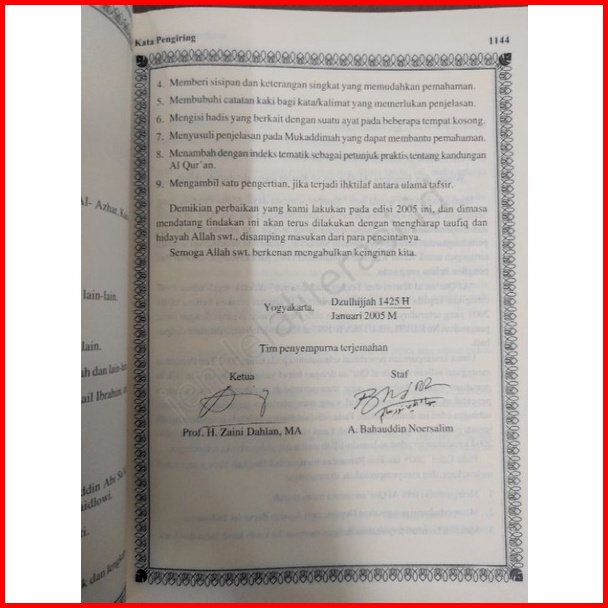 Kata Pengiring 1144
4. Memberi sisipan dan keterangan singkat yang memudahkan pemahaman.
5. Membubuhi catatan kaki bagi kata/kalimat yang memerlukan penjelasan.
6. Mengisi hadis yang berkait dengan suatu ayat pada beberapa tempat kosong.
7. Menyusuli penjelasan pada Mukaddimah yang dapat membantu pemahaman.
8. Menambah dengan indeks tematik sebagai petunjuk praktis tentang kandungan
Al Qur'an.
9. Mengambil satu pengertian, jika terjadi ihktilaf antara ulama tafsir.
Demikian perbaikan yang kami lakukan pada edisi 2005 ini, dan dimasa
mendatang tindakan ini akan terus dilakukan dengan mengharap taufiq dan
hidayah Allah swt., disamping masukan dari para pencintanya.
Semoga Allah swt. berkenan mengabulkan keinginan kita.
Yogyakarta, Dzulhijjah 1425 H
Januari 2005 M
Tim penyempurna terjemahan
Ketua Staf
Prof. H. Zaini Dahlan, MA A. Bahauddin Noersalim
Al- Azhar,
lain-lain.
lain.
ah dan lain-
ail Ibrahim,
ddin Abi
uidlowi.
ti.
k dan